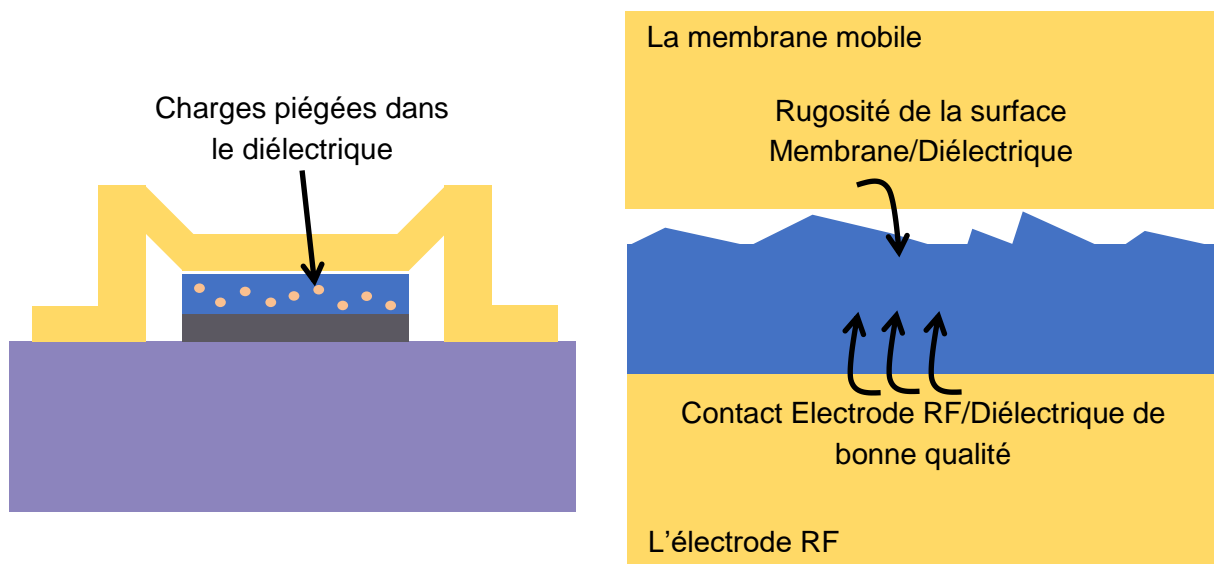 Charges piégées dans
le diélectrique
La membrane mobile
Rugosité de la surface
Membrane/Diélectrique
Contact Electrode RF/Diélectrique de
bonne qualité
L'électrode RF